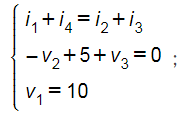 i₁ + i₄ = i₂ + i₃
−v₂ + 5 + v₃ = 0 ;
v₁ = 10